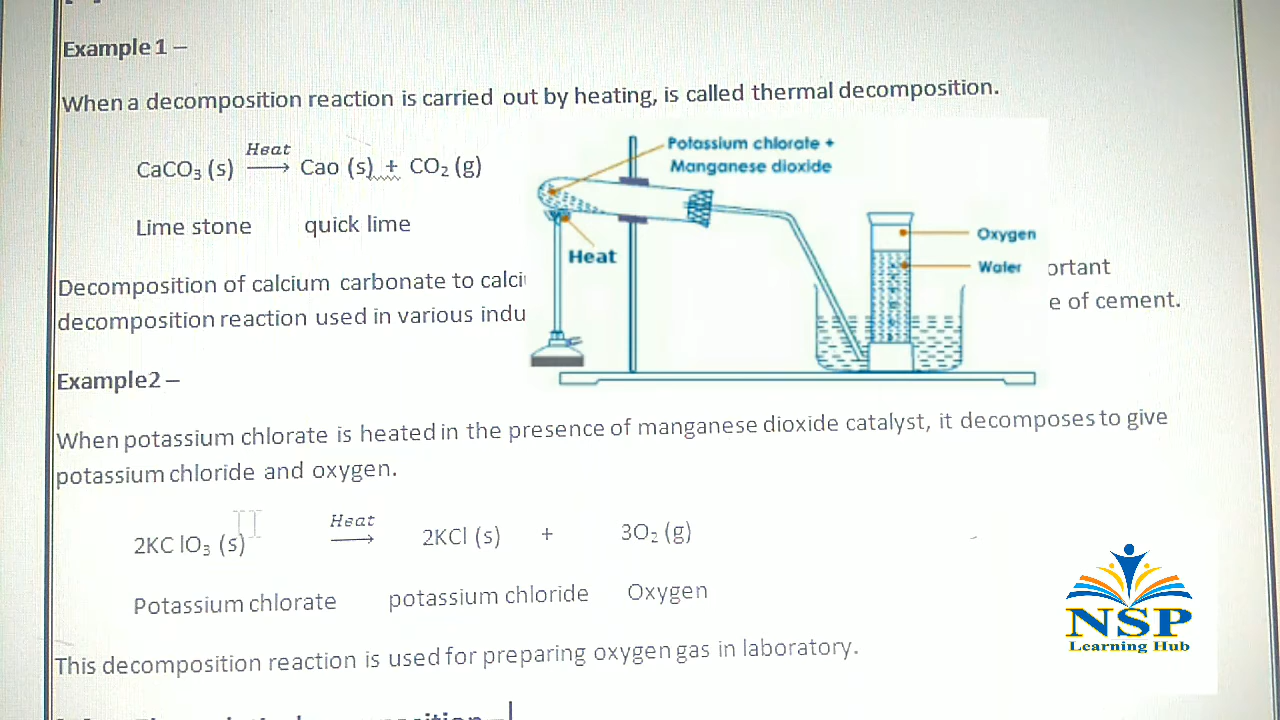 Example 1 –
When a decomposition reaction is carried out by heating, is called thermal decomposition.
CaCO₃ (s) Heat ⟶ Cao (s) + CO₂ (g)
Lime stone quick lime
Potassium chlorate +
Manganese dioxide
Heat
Oxygen
Water
Decomposition of calcium carbonate to calci ortant
decomposition reaction used in various indu e of cement.
Example2 –
When potassium chlorate is heated in the presence of manganese dioxide catalyst, it decomposes to give
potassium chloride and oxygen.
2KC lO₃ (s) Heat ⟶ 2KCl (s) + 3O₂ (g)
Potassium chlorate potassium chloride Oxygen
This decomposition reaction is used for preparing oxygen gas in laboratory.
NSP
Learning Hub